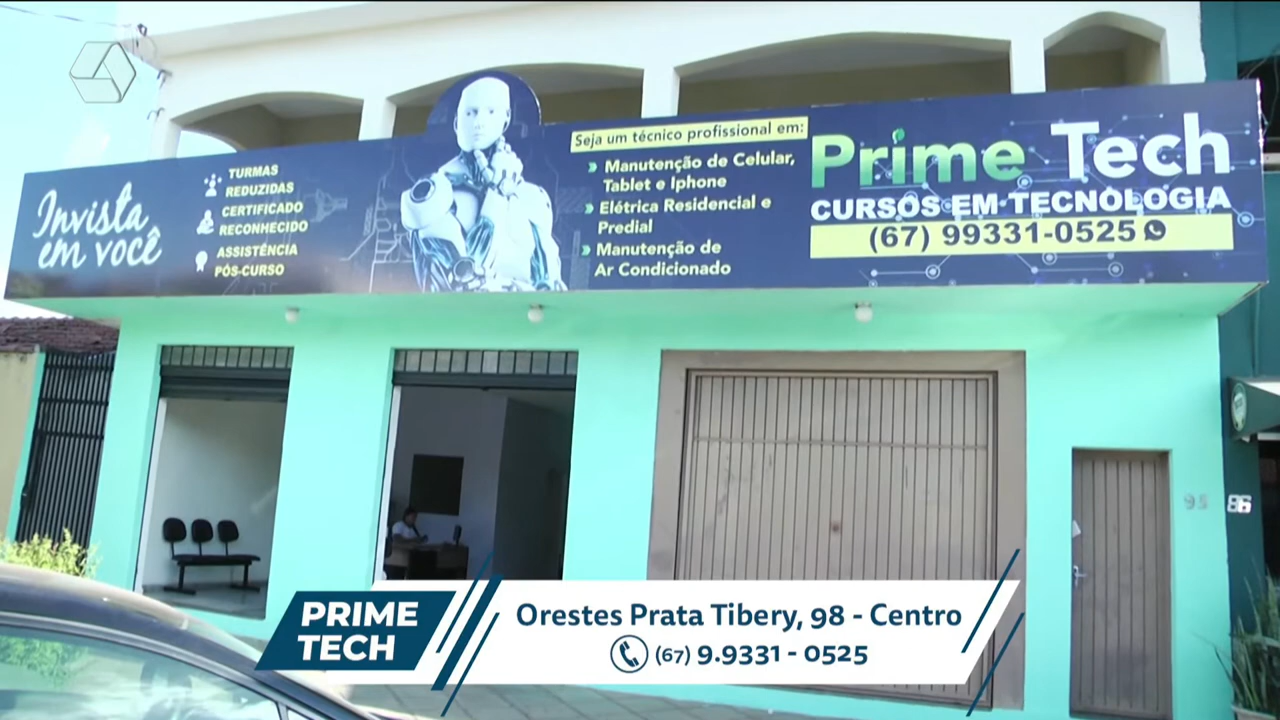 Invista
em você
TURMAS
REDUZIDAS
CERTIFICADO
RECONHECIDO
ASSISTÊNCIA
PÓS-CURSO
Seja um técnico profissional em:
Manutenção de Celular,
Tablet e Iphone
Elétrica Residencial e
Predial
Manutenção de
Ar Condicionado
Prime Tech
CURSOS EM TECNOLOGIA
(67) 99331-0525
PRIME
TECH
Orestes Prata Tibery, 98 - Centro
(67) 9.9331 - 0525